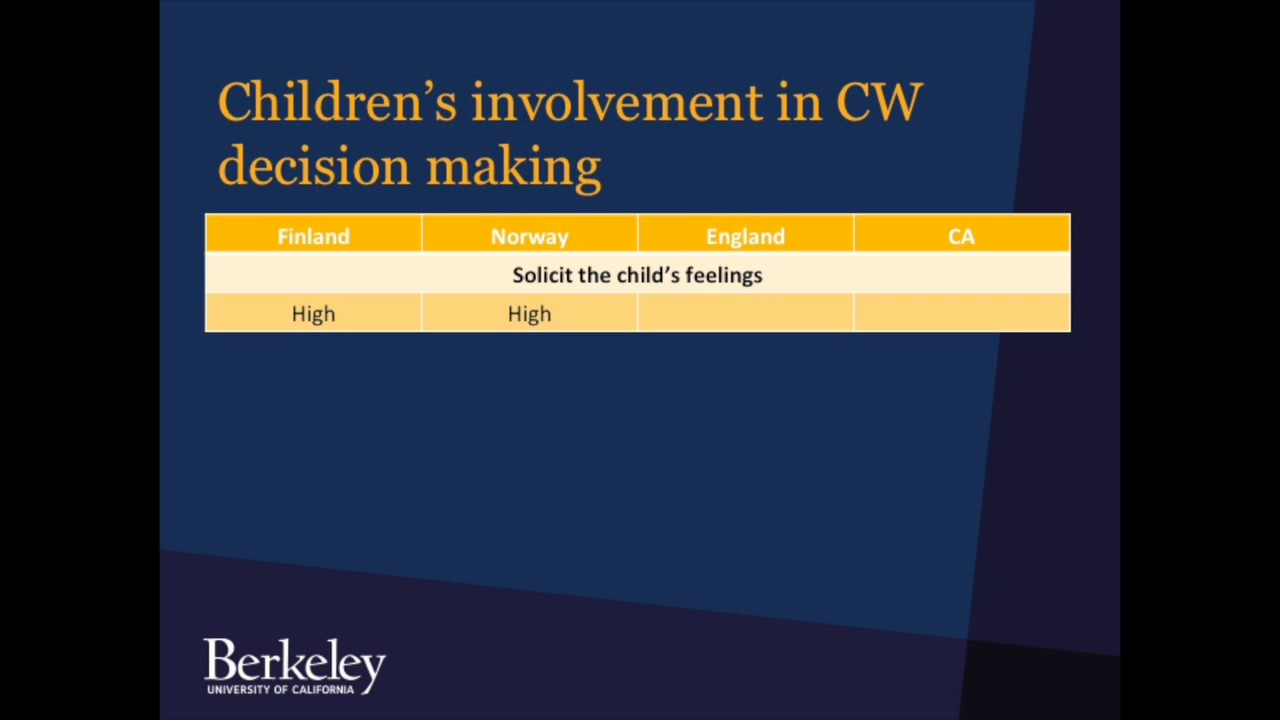 Children’s involvement in CW
decision making
Finland Norway England CA
Solicit the child’s feelings
High High
Berkeley
UNIVERSITY OF CALIFORNIA